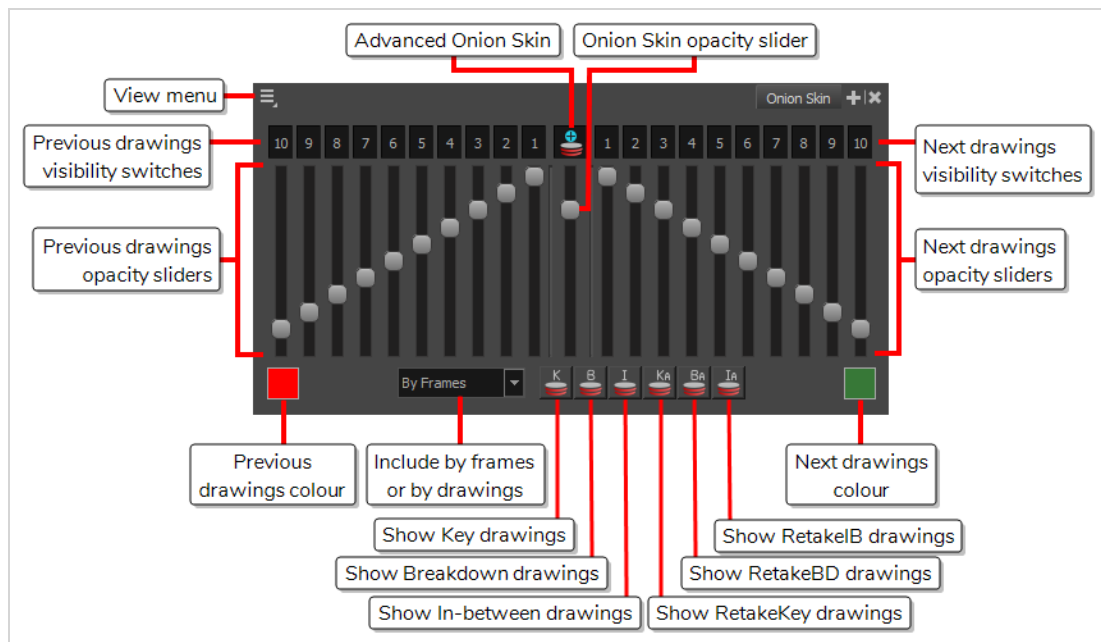 Advanced Onion Skin
Onion Skin opacity slider
View menu
Onion Skin
Previous drawings
visibility switches
10 9 8 7 6 5 4 3 2 1
1 2 3 4 5 6 7 8 9 10
Next drawings
visibility switches
Previous drawings
opacity sliders
Next drawings
opacity sliders
By Frames
K B I KA BA IA
Previous
drawings colour
Include by frames
or by drawings
Next drawings
colour
Show Key drawings
Show RetakeIB drawings
Show Breakdown drawings
Show RetakeBD drawings
Show In-between drawings
Show RetakeKey drawings